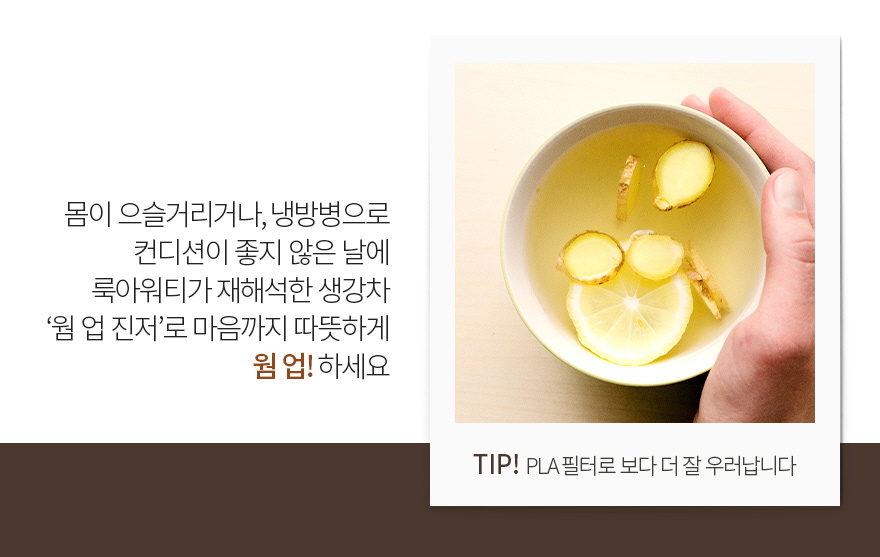 몸이 으슬거리거나, 냉방병으로
컨디션이 좋지 않은 날에
룩아워티가 재해석한 생강차
‘웜 업 진저’로 마음까지 따뜻하게
웜 업! 하세요
TIP! PLA필터로 보다 더 잘 우러납니다